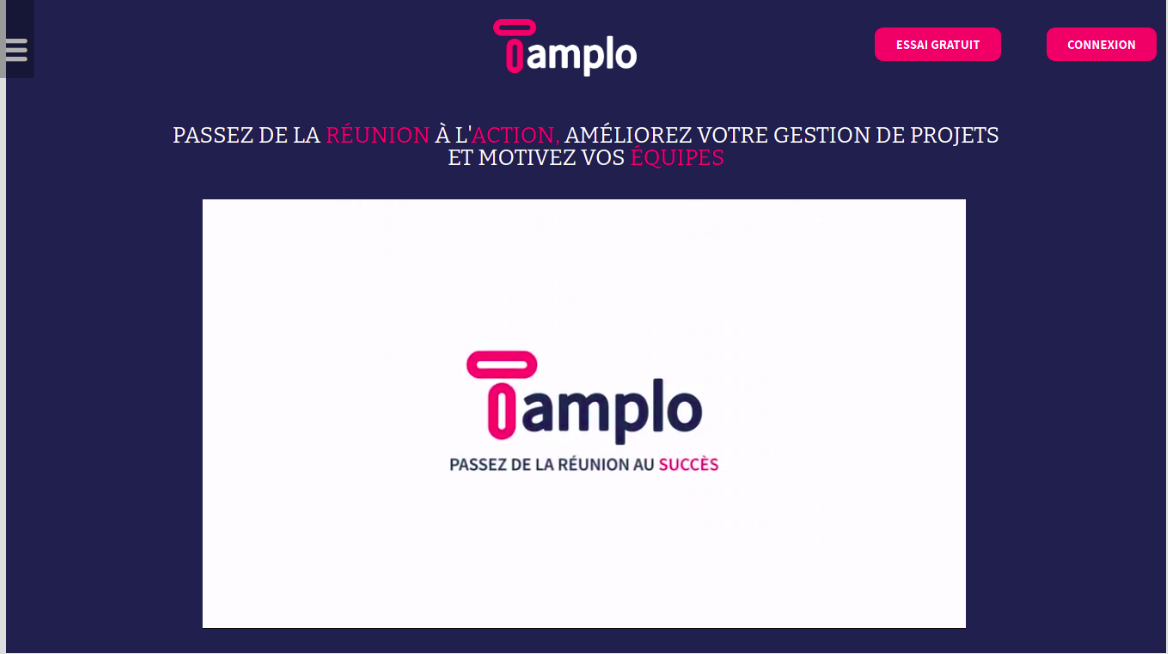 Tamplo
ESSAI GRATUIT
CONNEXION
PASSEZ DE LA RÉUNION À L'ACTION, AMÉLIOREZ VOTRE GESTION DE PROJETS
ET MOTIVEZ VOS ÉQUIPES
Tamplo
PASSEZ DE LA RÉUNION AU SUCCÈS